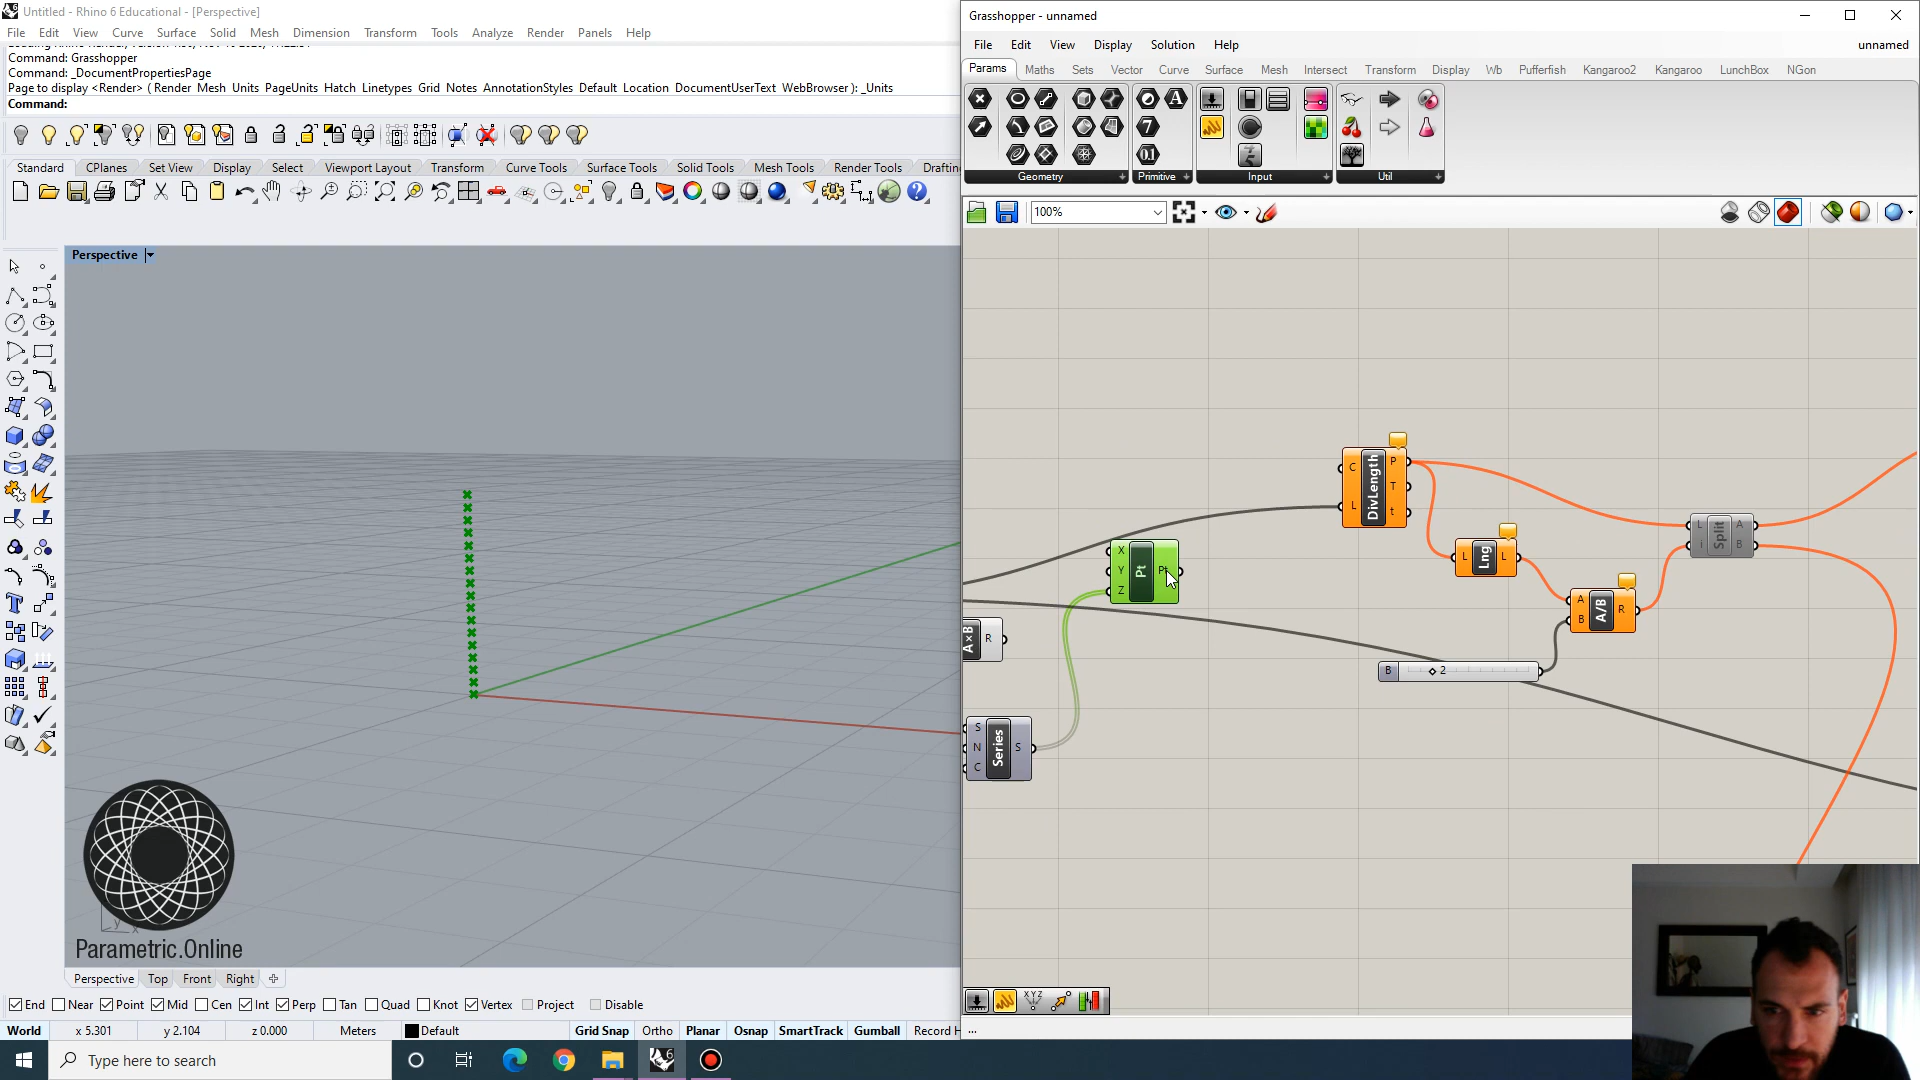 Untitled - Rhino 6 Educational - [Perspective]
File Edit View Curve Surface Solid Mesh Dimension Transform Tools Analyze Render Panels Help
Command: Grasshopper
Command: _DocumentPropertiesPage
Page to display <Render> ( Render Mesh Units PageUnits Hatch Linetypes Grid Notes AnnotationStyles Default Location DocumentUserText WebBrowser ): _Units
Command:
Standard CPlanes Set View Display Select Viewport Layout Transform Curve Tools Surface Tools Solid Tools Mesh Tools Render Tools Drafting
Perspective
Parametric.Online
Perspective Top Front Right
End Near Point Mid Cen Int Perp Tan Quad Knot Vertex Project Disable
World x 5.301 y 2.104 z 0.000 Meters Default Grid Snap Ortho Planar Osnap SmartTrack Gumball Record H
Type here to search
Grasshopper - unnamed
File Edit View Display Solution Help unnamed
Params Maths Sets Vector Curve Surface Mesh Intersect Transform Display Wb Pufferfish Kangaroo2 Kangaroo LunchBox NGon
Geometry Primitive Input Util
100%
C L DivLength P T t
X Y Z Pt Pt
L Lng L
L i Split A B
A B A/B R
B 2
A×B R
S N C Series S
...